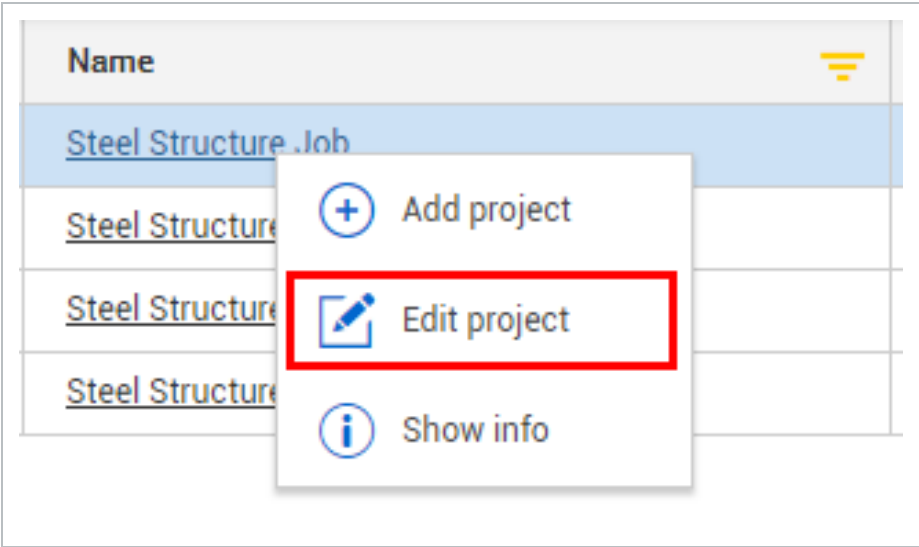 Name
Steel Structure Job
Add project
Steel Structure
Edit project
Steel Structure
Steel Structure
Show info